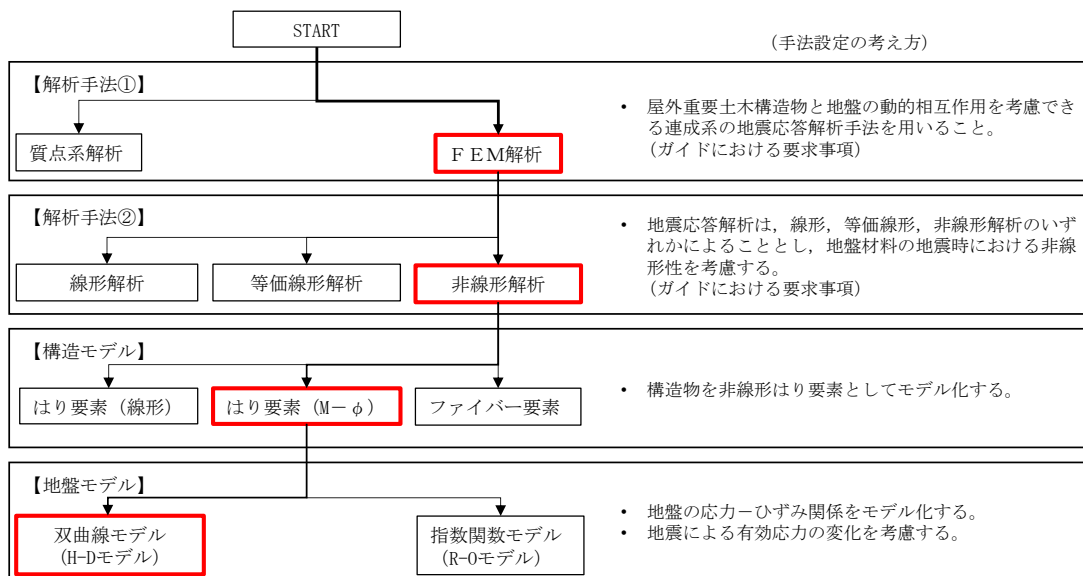 START
(手法設定の考え方)
【解析手法①】
質点系解析
FEM解析
• 屋外重要土木構造物と地盤の動的相互作用を考慮でき
る連成系の地震応答解析手法を用いること。
(ガイドにおける要求事項)
【解析手法②】
線形解析
等価線形解析
非線形解析
• 地震応答解析は,線形,等価線形,非線形解析のいず
れかによることとし,地盤材料の地震時における非線
形性を考慮する。
(ガイドにおける要求事項)
【構造モデル】
はり要素(線形)
はり要素(M-φ)
ファイバー要素
• 構造物を非線形はり要素としてモデル化する。
【地盤モデル】
双曲線モデル
(H-Dモデル)
指数関数モデル
(R-Oモデル)
• 地盤の応力-ひずみ関係をモデル化する。
• 地震による有効応力の変化を考慮する。